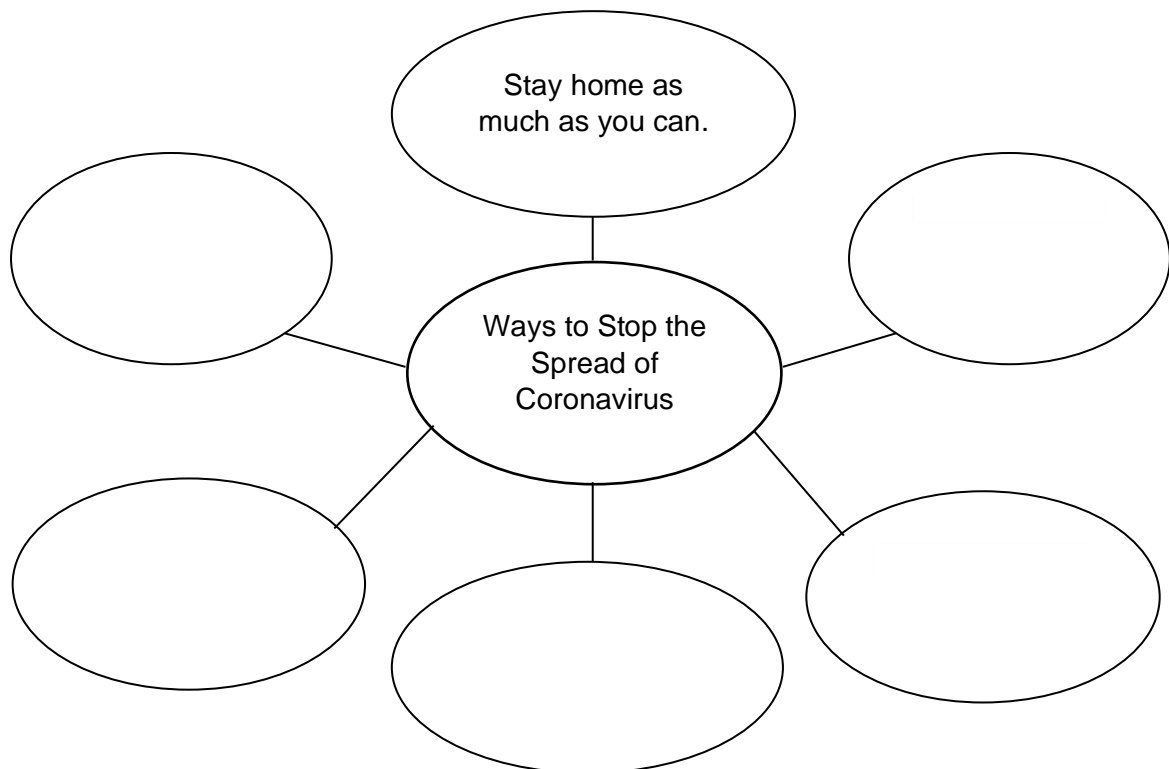 Stay home as
much as you can.
Ways to Stop the
Spread of
Coronavirus